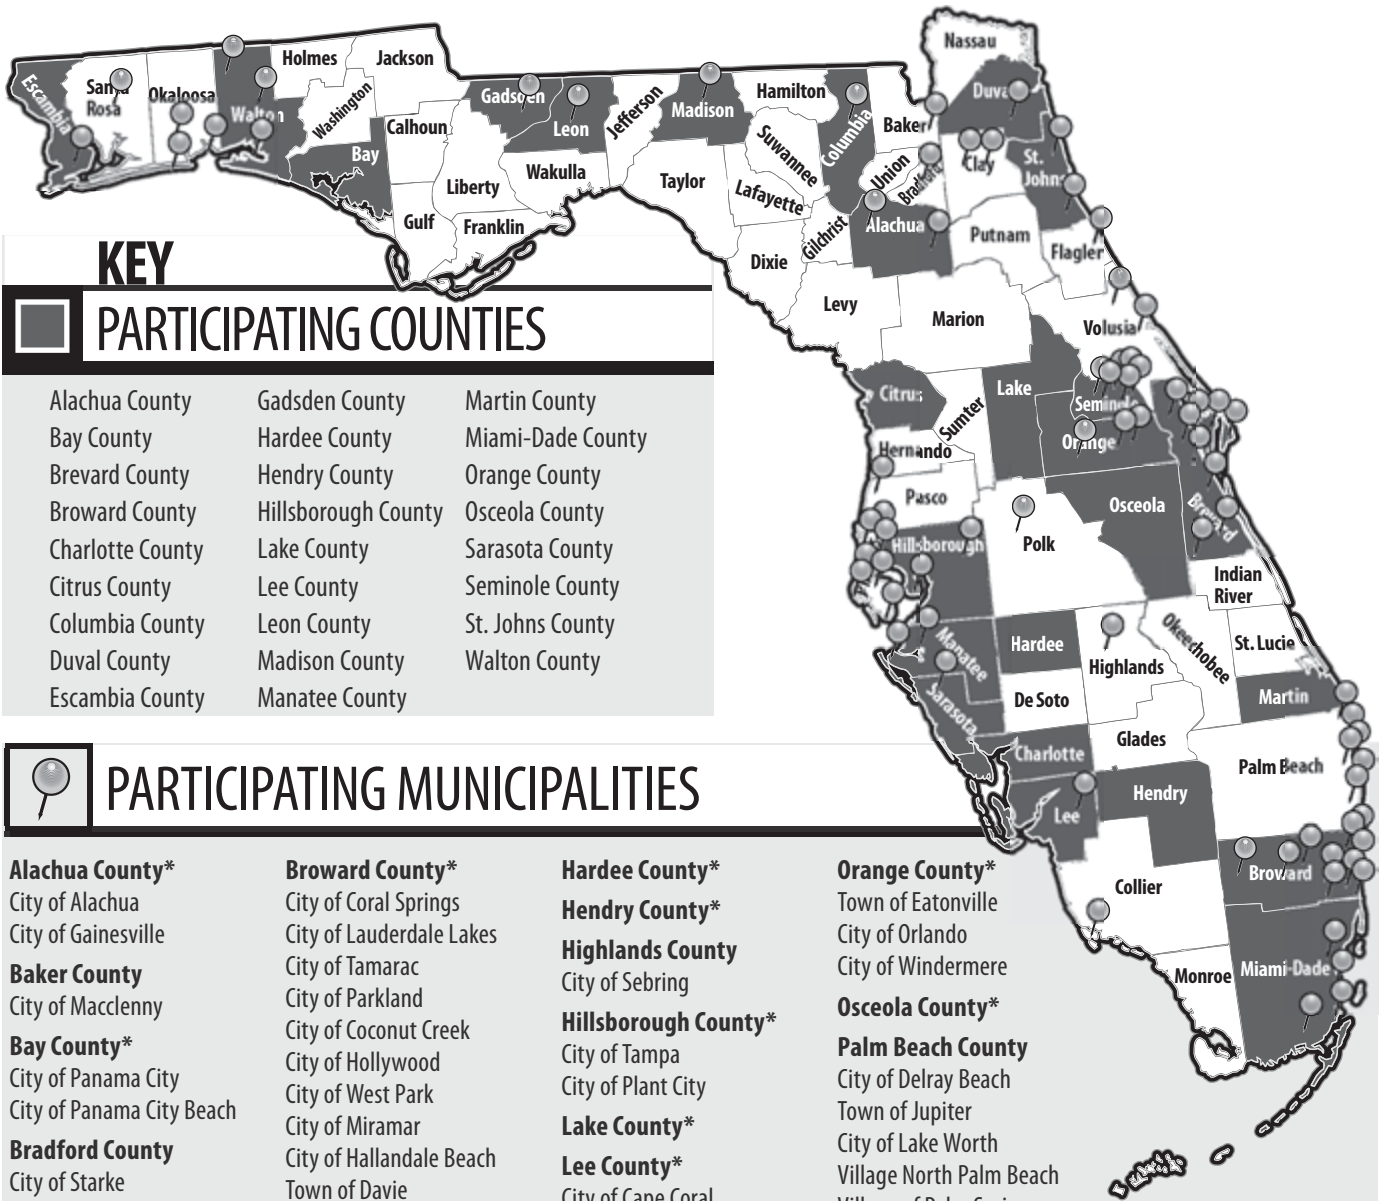 Nassau
Holmes
Jackson
Escambia
Santa
Rosa
Okaloosa
Walton
Washington
Calhoun
Bay
Gadsden
Leon
Jefferson
Madison
Hamilton
Columbia
Baker
Duval
Suwannee
Union
Bradford
Clay
St.
Johns
Liberty
Wakulla
Taylor
Lafayette
Gulf
Franklin
Dixie
Gilchrist
Alachua
Putnam
Flagler
Levy
Marion
Volusia
Citrus
Sumter
Lake
Seminole
Orange
Hernando
Pasco
Hillsborough
Polk
Osceola
Brevard
Indian
River
Manatee
Hardee
Highlands
Okeechobee
St. Lucie
Sarasota
De Soto
Martin
Charlotte
Glades
Palm Beach
Lee
Hendry
Collier
Broward
Monroe
Miami-Dade
KEY
PARTICIPATING COUNTIES
Alachua County
Bay County
Brevard County
Broward County
Charlotte County
Citrus County
Columbia County
Duval County
Escambia County
Gadsden County
Hardee County
Hendry County
Hillsborough County
Lake County
Lee County
Leon County
Madison County
Manatee County
Martin County
Miami-Dade County
Orange County
Osceola County
Sarasota County
Seminole County
St. Johns County
Walton County
PARTICIPATING MUNICIPALITIES
Alachua County*
City of Alachua
City of Gainesville
Baker County
City of Macclenny
Bay County*
City of Panama City
City of Panama City Beach
Bradford County
City of Starke
Broward County*
City of Coral Springs
City of Lauderdale Lakes
City of Tamarac
City of Parkland
City of Coconut Creek
City of Hollywood
City of West Park
City of Miramar
City of Hallandale Beach
Town of Davie
Hardee County*
Hendry County*
Highlands County
City of Sebring
Hillsborough County*
City of Tampa
City of Plant City
Lake County*
Lee County*
City of Cape Coral
Orange County*
Town of Eatonville
City of Orlando
City of Windermere
Osceola County*
Palm Beach County
City of Delray Beach
Town of Jupiter
City of Lake Worth
Village North Palm Beach